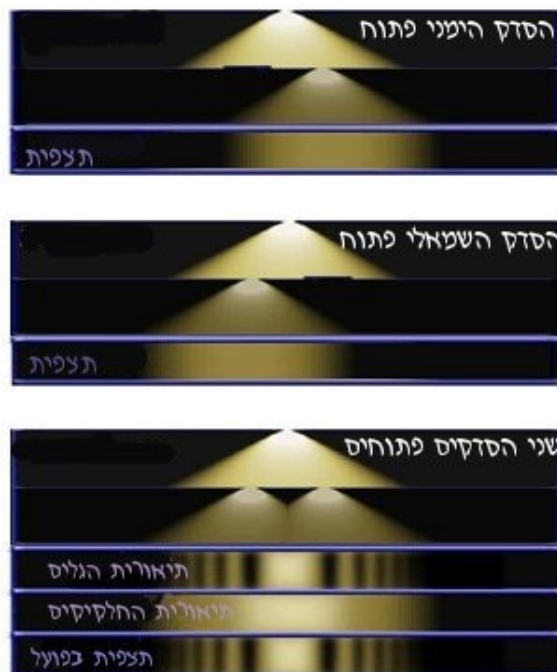 הסדק הימני פתוח
תצפית
הסדק השמאלי פתוח
תצפית
שני הסדקים פתוחים
תיאורית הגלים
תיאורית החלקיקים
תצפית בפועל